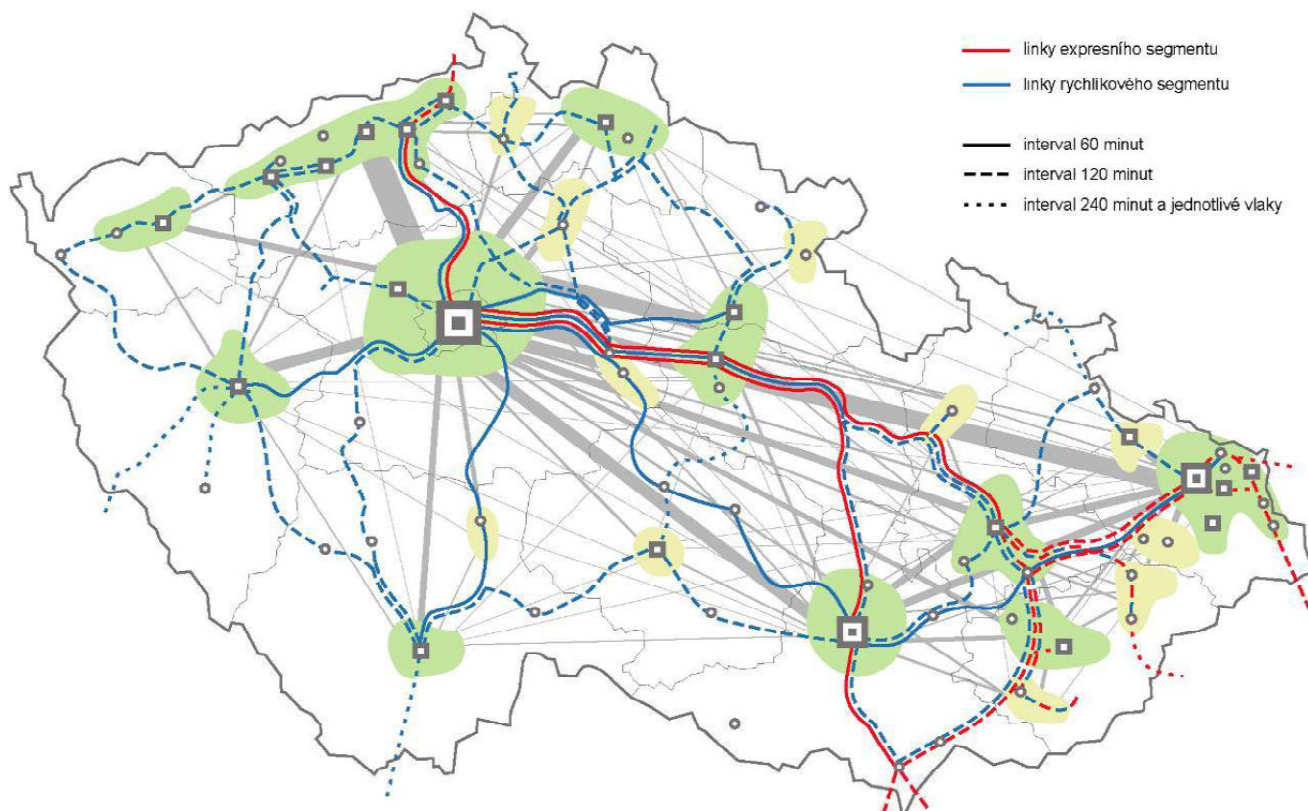 linky expresního segmentu
linky rychlíkového segmentu
interval 60 minut
interval 120 minut
interval 240 minut a jednotlivé vlaky